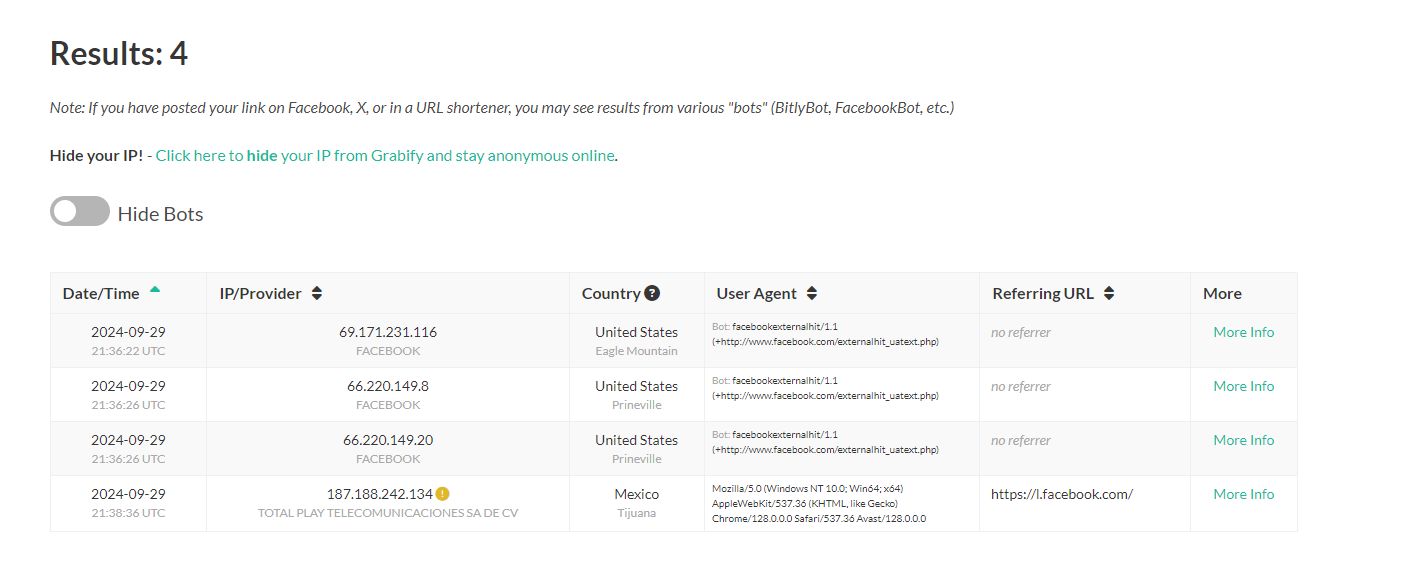 Results: 4
Note: If you have posted your link on Facebook, X, or in a URL shortener, you may see results from various "bots" (BitlyBot, FacebookBot, etc.)
Hide your IP! - Click here to hide your IP from Grabify and stay anonymous online.
Hide Bots
Date/Time IP/Provider Country User Agent Referring URL More
2024-09-29 69.171.231.116 United States Bot: facebookexternalhit/1.1 no referrer More Info
21:36:22 UTC FACEBOOK Eagle Mountain (+http://www.facebook.com/externalhit_uatext.php)
2024-09-29 66.220.149.8 United States Bot: facebookexternalhit/1.1 no referrer More Info
21:36:26 UTC FACEBOOK Prineville (+http://www.facebook.com/externalhit_uatext.php)
2024-09-29 66.220.149.20 United States Bot: facebookexternalhit/1.1 no referrer More Info
21:36:26 UTC FACEBOOK Prineville (+http://www.facebook.com/externalhit_uatext.php)
2024-09-29 187.188.242.134 Mexico Mozilla/5.0 (Windows NT 10.0; Win64; x64) https://l.facebook.com/ More Info
21:38:36 UTC TOTAL PLAY TELECOMUNICACIONES SA DE CV Tijuana AppleWebKit/537.36 (KHTML, like Gecko)
Chrome/128.0.0.0 Safari/537.36 Avast/128.0.0.0